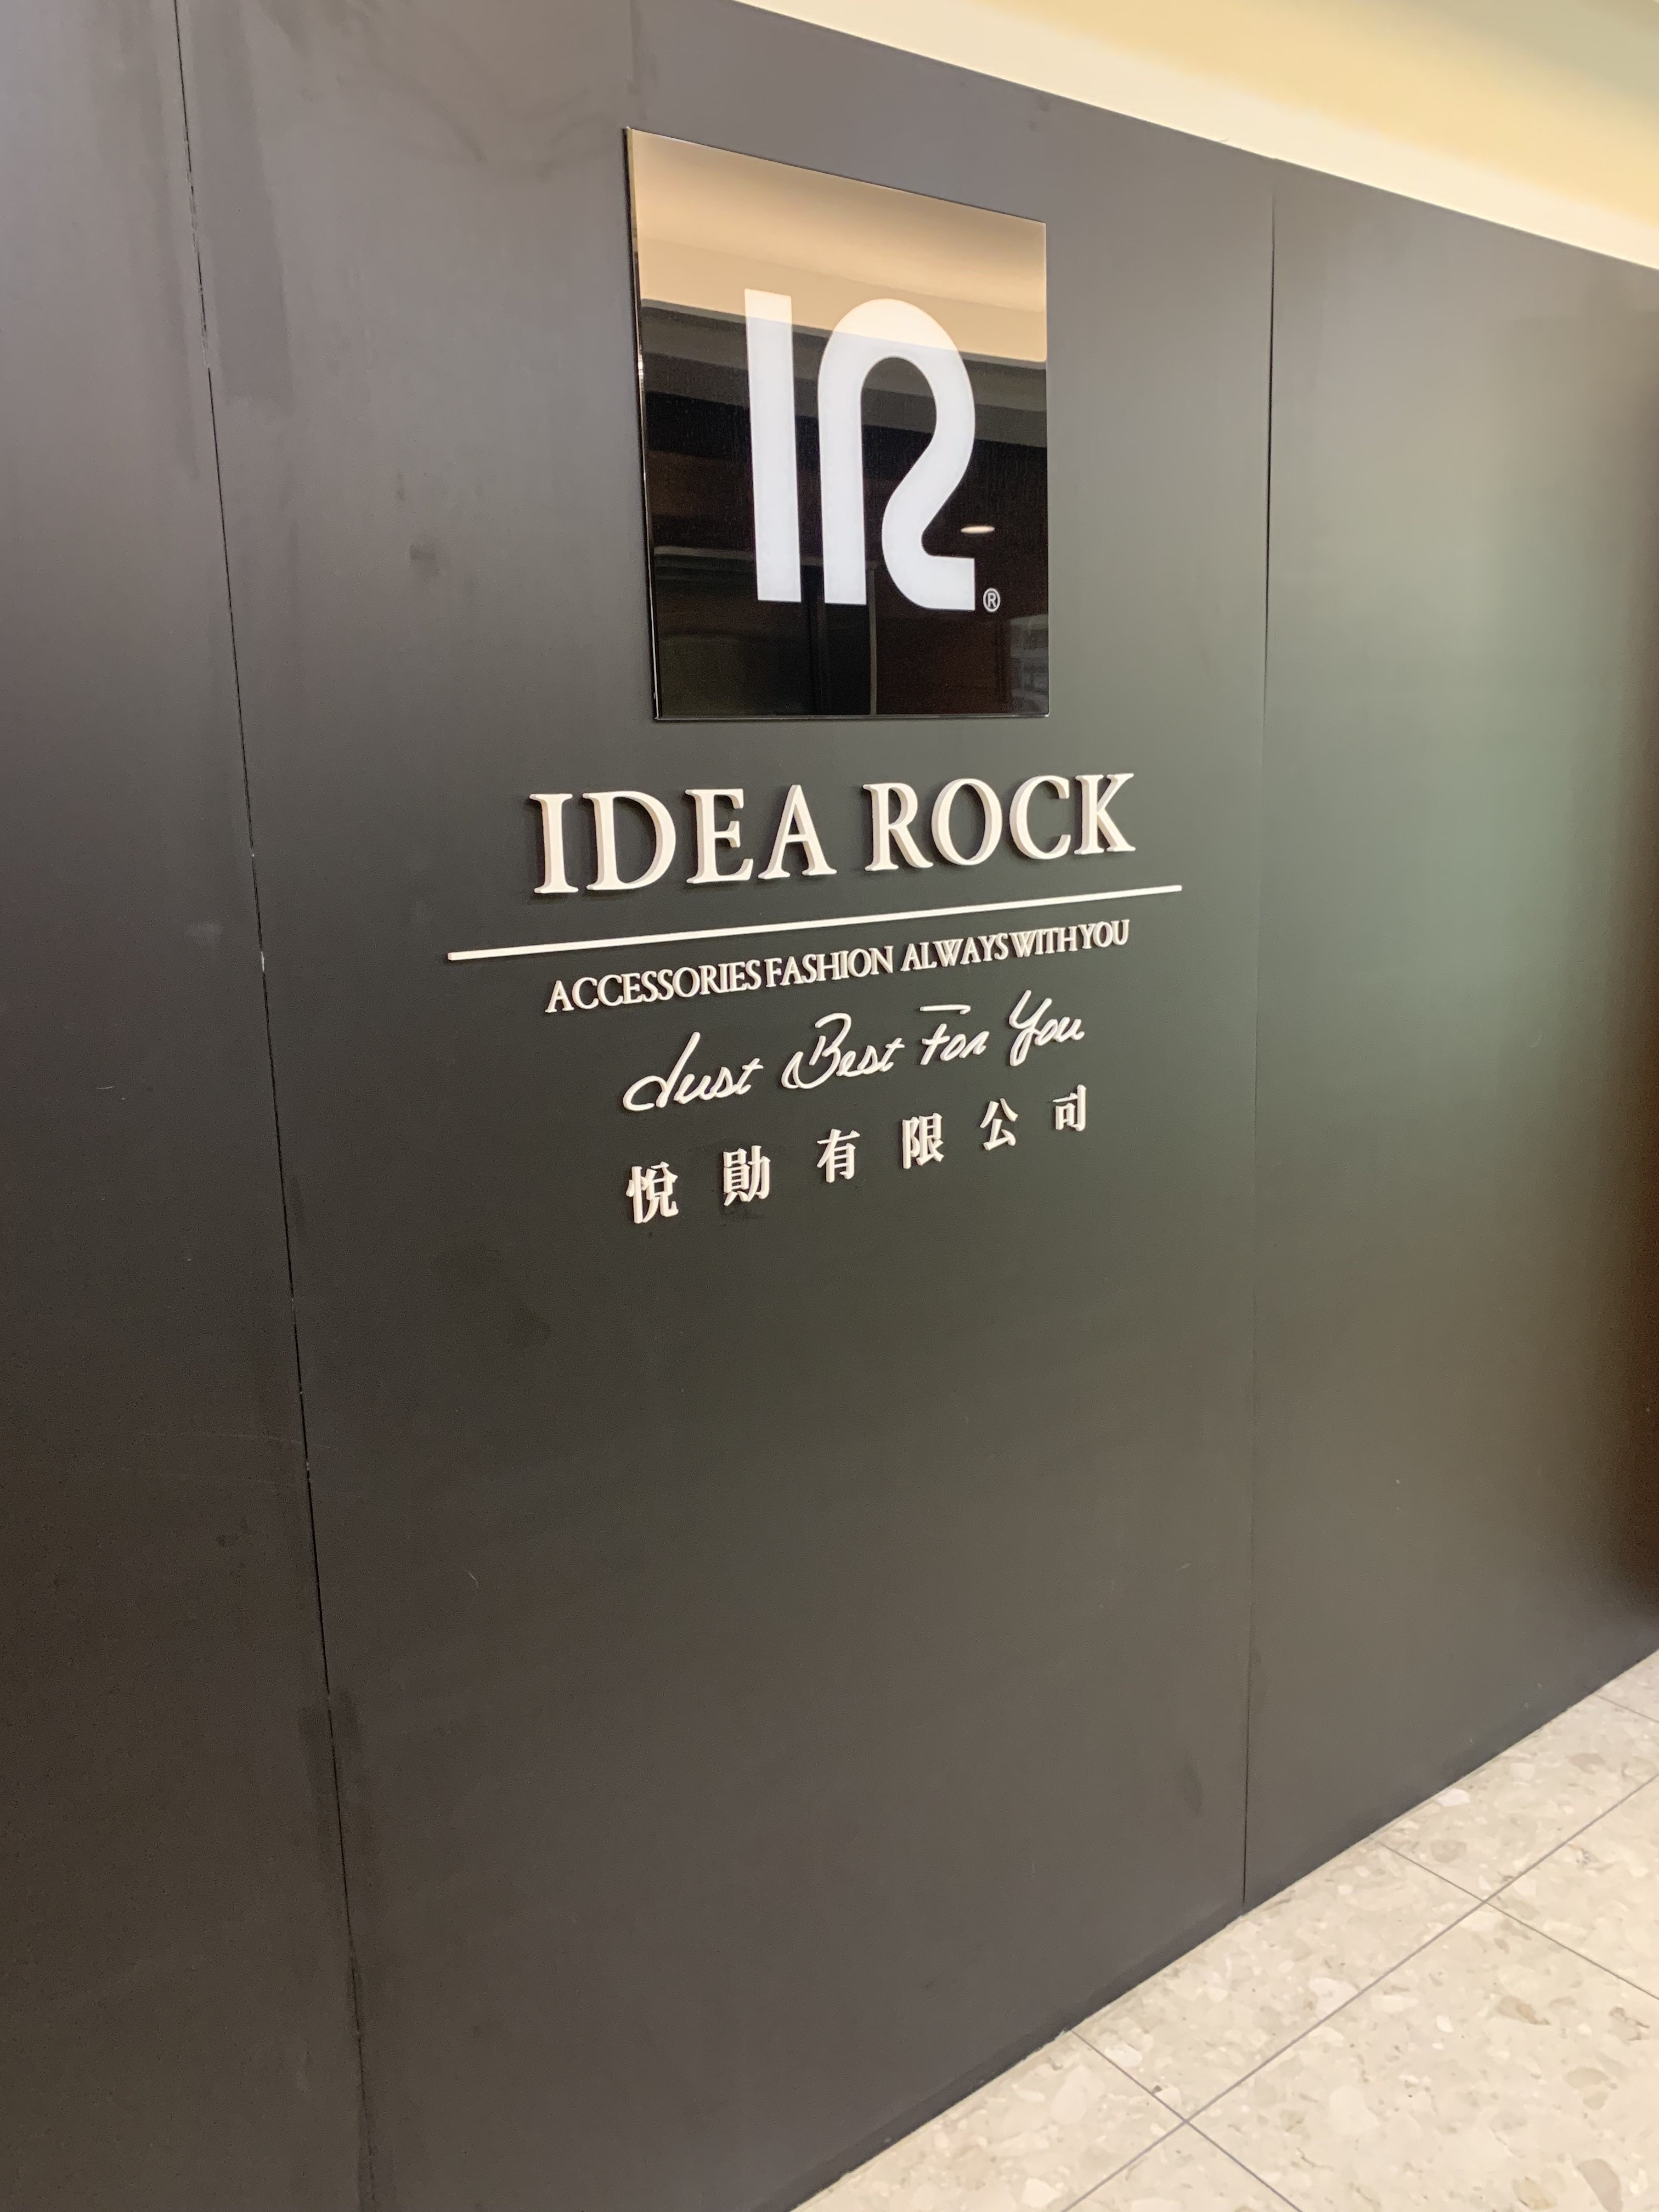 IR®
IDEA ROCK
ACCESSORIES FASHION ALWAYS WITH YOU
Just Best For You
悅勛有限公司